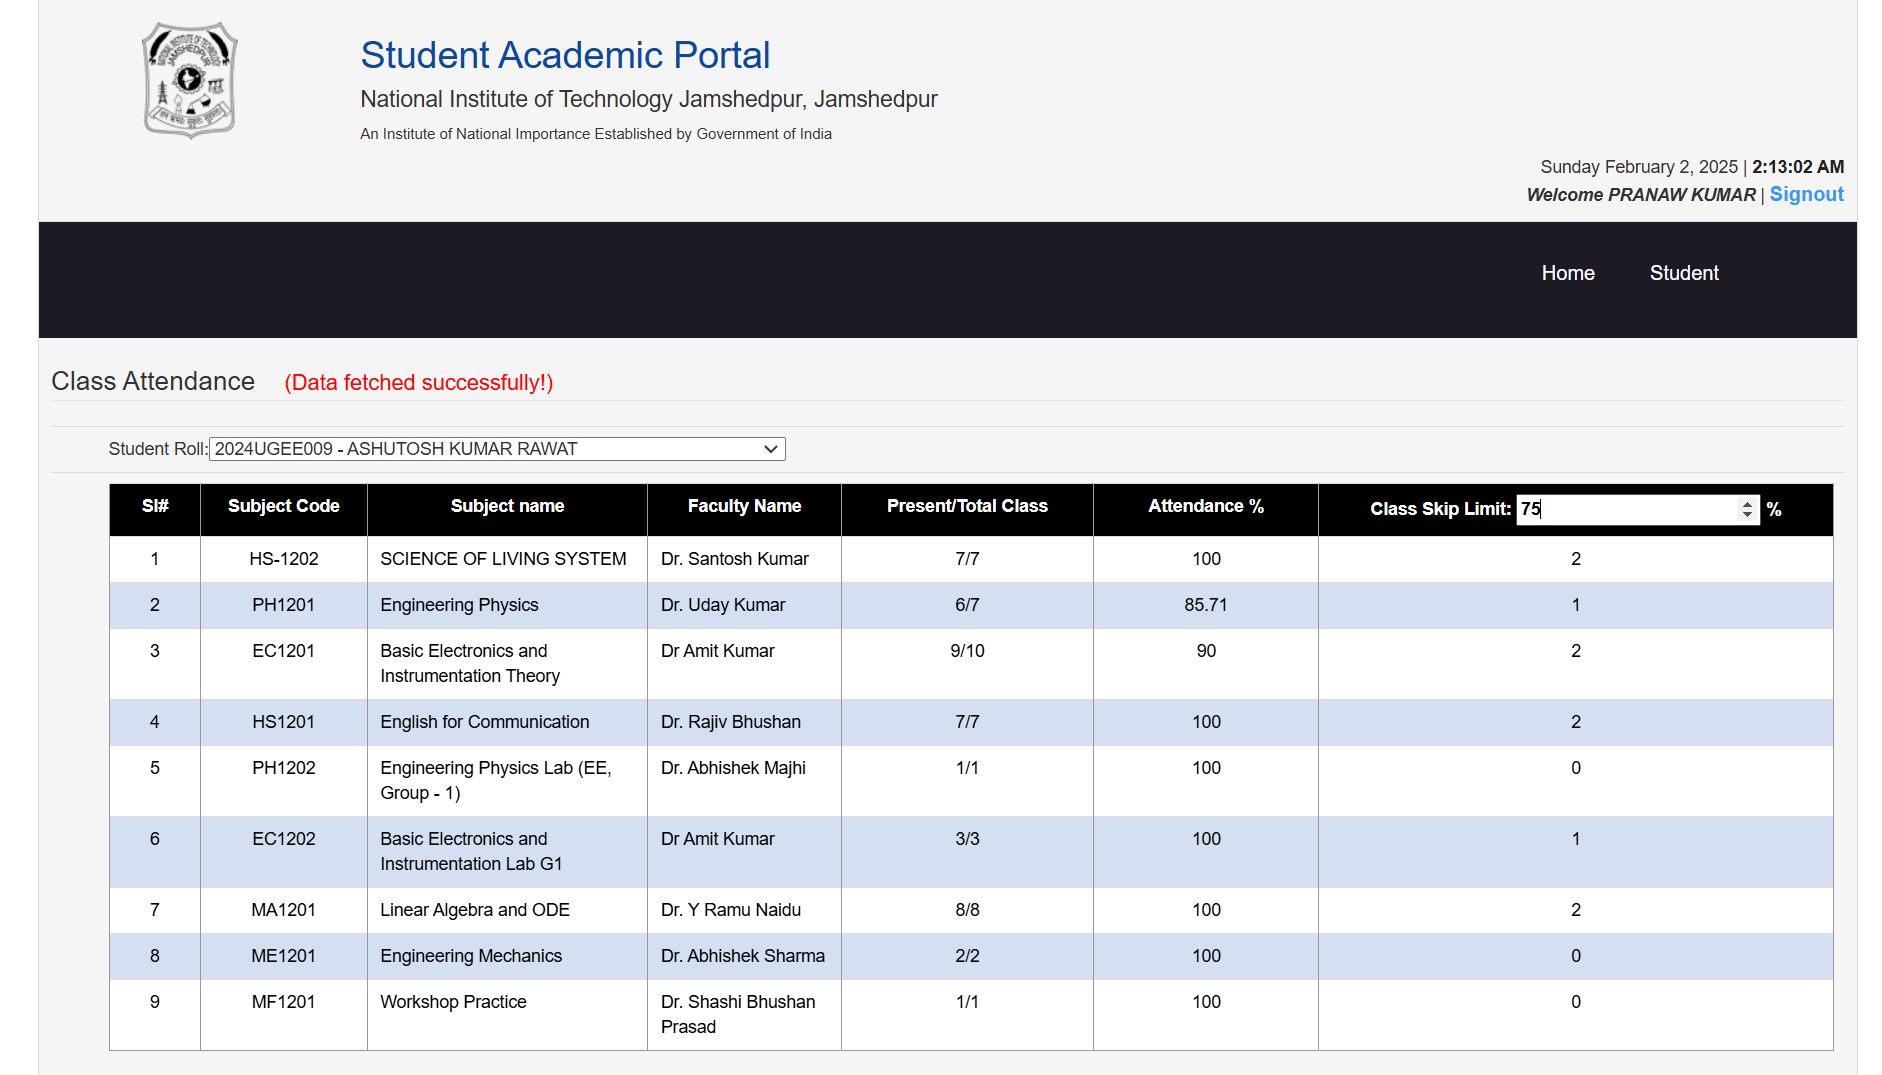 Student Academic Portal
National Institute of Technology Jamshedpur, Jamshedpur
An Institute of National Importance Established by Government of India
Sunday February 2, 2025 | 2:13:02 AM
Welcome PRANAW KUMAR | Signout
Home Student
Class Attendance (Data fetched successfully!)
Student Roll: 2024UGEE009 - ASHUTOSH KUMAR RAWAT
Sl# Subject Code Subject name Faculty Name Present/Total Class Attendance % Class Skip Limit: 75 %
1 HS-1202 SCIENCE OF LIVING SYSTEM Dr. Santosh Kumar 7/7 100 2
2 PH1201 Engineering Physics Dr. Uday Kumar 6/7 85.71 1
3 EC1201 Basic Electronics and Dr Amit Kumar 9/10 90 2
Instrumentation Theory
4 HS1201 English for Communication Dr. Rajiv Bhushan 7/7 100 2
5 PH1202 Engineering Physics Lab (EE, Dr. Abhishek Majhi 1/1 100 0
Group - 1)
6 EC1202 Basic Electronics and Dr Amit Kumar 3/3 100 1
Instrumentation Lab G1
7 MA1201 Linear Algebra and ODE Dr. Y Ramu Naidu 8/8 100 2
8 ME1201 Engineering Mechanics Dr. Abhishek Sharma 2/2 100 0
9 MF1201 Workshop Practice Dr. Shashi Bhushan 1/1 100 0
Prasad